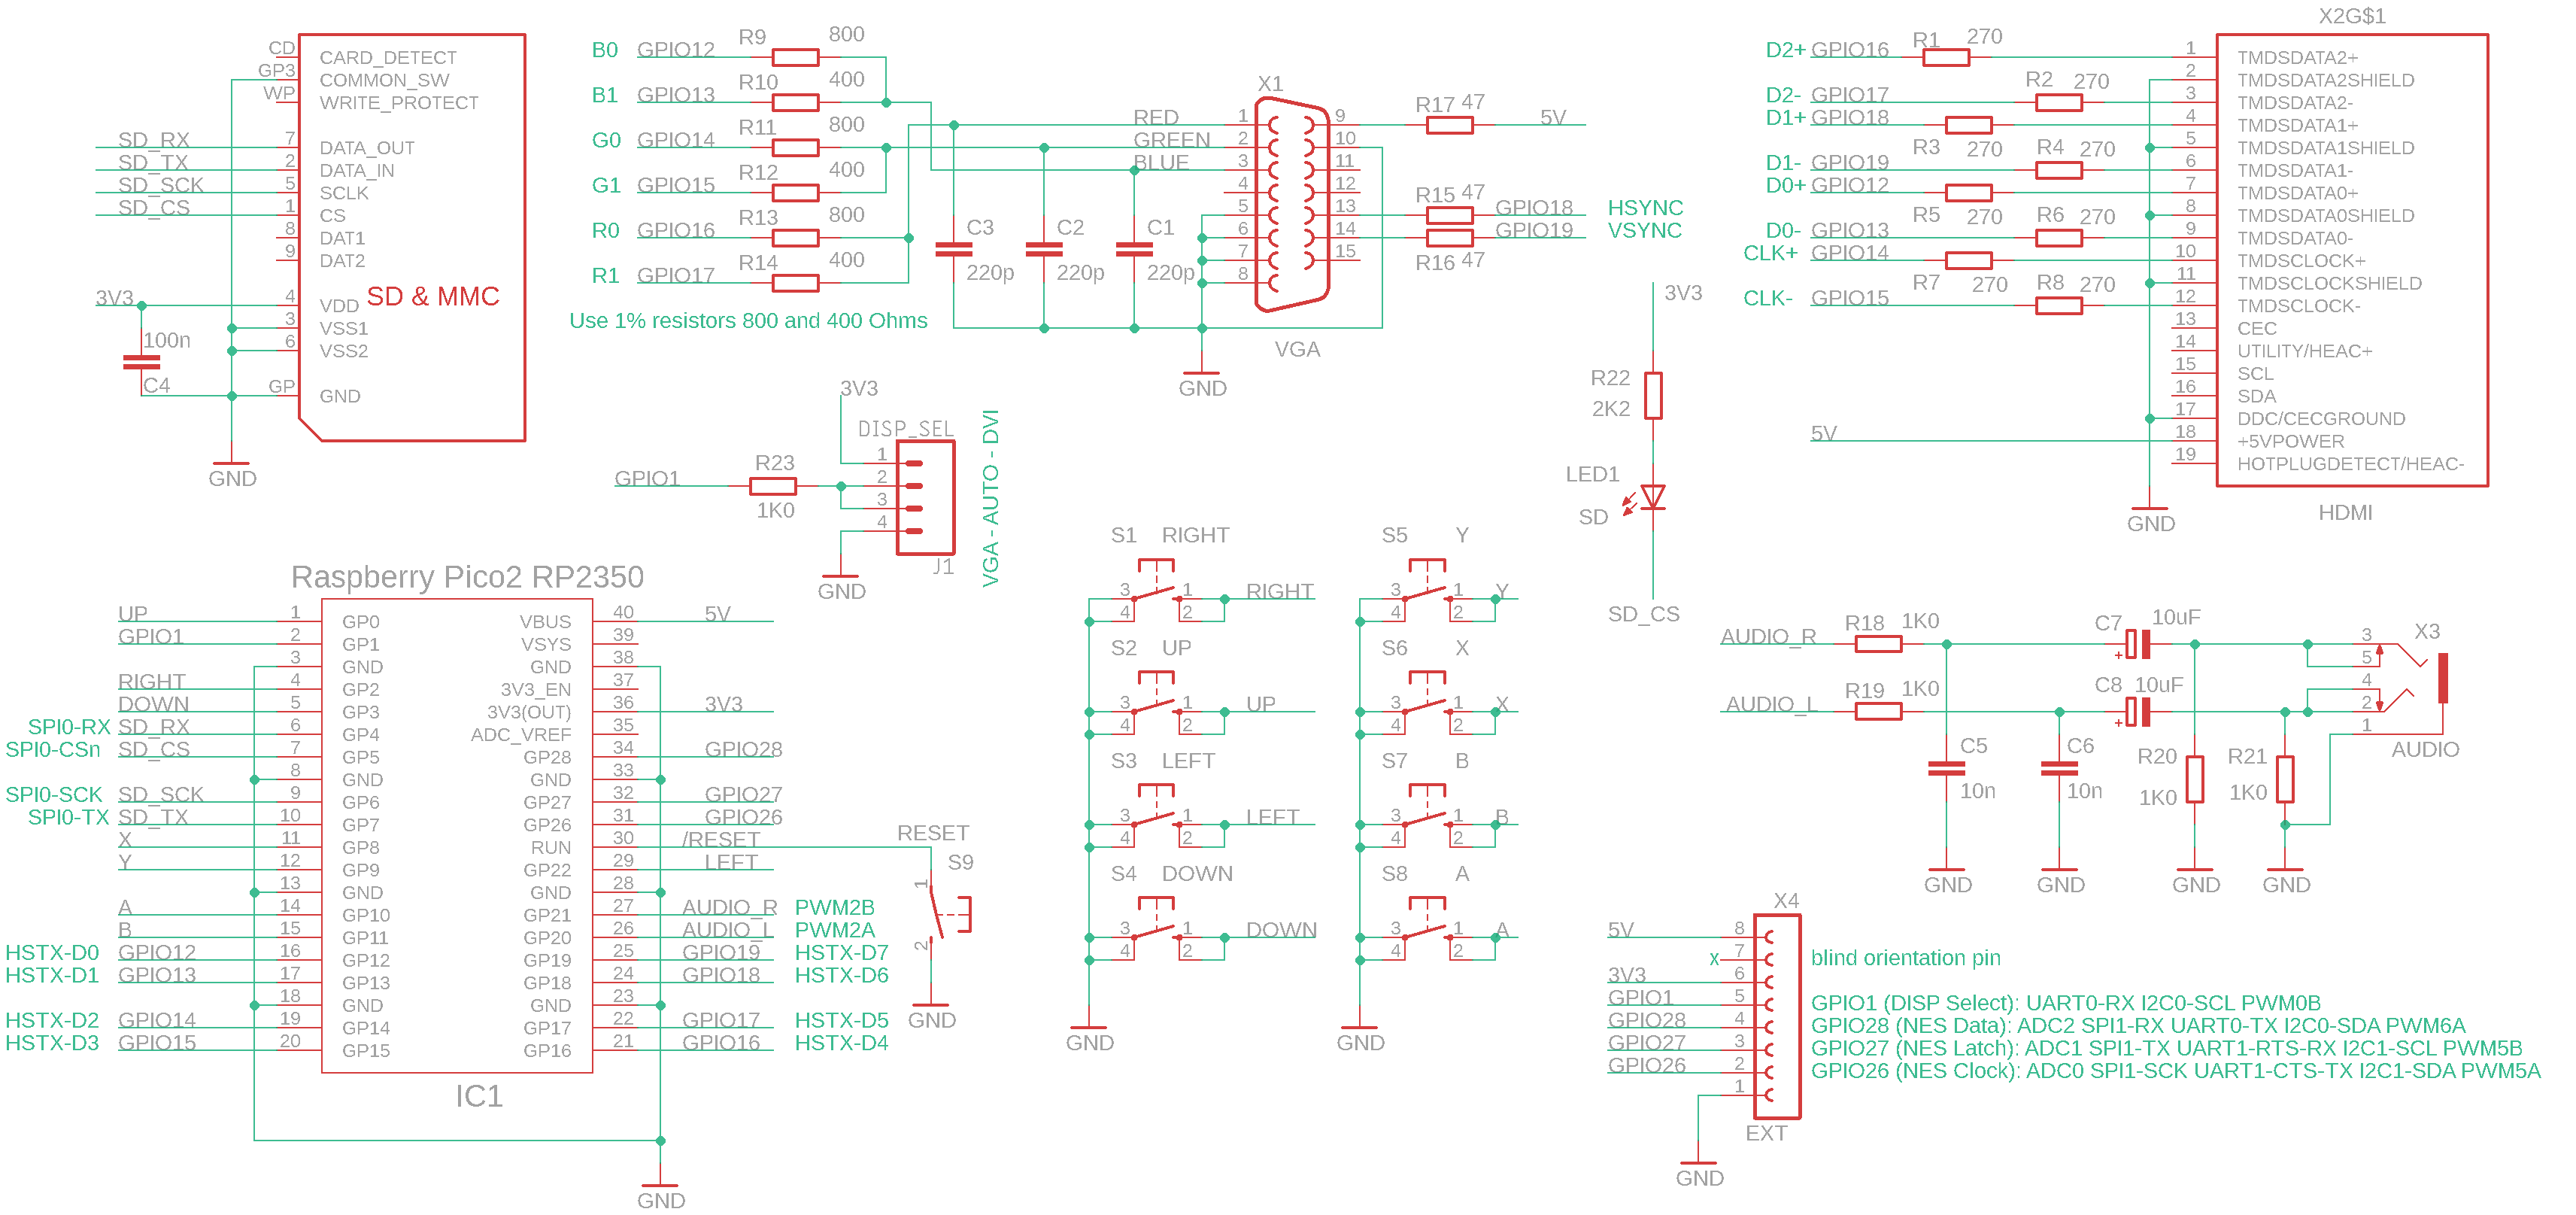 CD
GP3
WP
CARD_DETECT
COMMON_SW
WRITE_PROTECT
SD_RX 7 DATA_OUT
SD_TX 2 DATA_IN
SD_SCK 5 SCLK
SD_CS 1 CS
8 DAT1
9 DAT2
SD & MMC
3V3 4 VDD
3 VSS1
6 VSS2
100n
C4
GP GND
GND
B0 GPIO12 R9 800
B1 GPIO13 R10 400
G0 GPIO14 R11 800
G1 GPIO15 R12 400
R0 GPIO16 R13 800
R1 GPIO17 R14 400
Use 1% resistors 800 and 400 Ohms
RED
GREEN
BLUE
C3 220p
C2 220p
C1 220p
X1
1 9
2 10
3 11
4 12
5 13
6 14
7 15
8
VGA
GND
R17 47 5V
R15 47 GPIO18 HSYNC
R16 47 GPIO19 VSYNC
3V3
R22
2K2
LED1
SD
SD_CS
X2G$1
D2+ GPIO16 R1 270 1 TMDSDATA2+
2 TMDSDATA2SHIELD
D2- GPIO17 R2 270 3 TMDSDATA2-
D1+ GPIO18 R3 270 4 TMDSDATA1+
5 TMDSDATA1SHIELD
D1- GPIO19 R4 270 6 TMDSDATA1-
D0+ GPIO12 R5 270 7 TMDSDATA0+
8 TMDSDATA0SHIELD
D0- GPIO13 R6 270 9 TMDSDATA0-
CLK+ GPIO14 R7 270 10 TMDSCLOCK+
11 TMDSCLOCKSHIELD
CLK- GPIO15 R8 270 12 TMDSCLOCK-
13 CEC
14 UTILITY/HEAC+
15 SCL
16 SDA
17 DDC/CECGROUND
5V 18 +5VPOWER
19 HOTPLUGDETECT/HEAC-
GND
HDMI
3V3
DISP_SEL
GPIO1 R23 1K0
1
2
3
4
J1
GND
VGA - AUTO - DVI
Raspberry Pico2 RP2350
UP 1 GP0
GPIO1 2 GP1
3 GND
RIGHT 4 GP2
DOWN 5 GP3
SPI0-RX SD_RX 6 GP4
SPI0-CSn SD_CS 7 GP5
8 GND
SPI0-SCK SD_SCK 9 GP6
SPI0-TX SD_TX 10 GP7
X 11 GP8
Y 12 GP9
13 GND
A 14 GP10
B 15 GP11
HSTX-D0 GPIO12 16 GP12
HSTX-D1 GPIO13 17 GP13
18 GND
HSTX-D2 GPIO14 19 GP14
HSTX-D3 GPIO15 20 GP15
VBUS 40 5V
VSYS 39
GND 38
3V3_EN 37
3V3(OUT) 36 3V3
ADC_VREF 35
GP28 34 GPIO28
GND 33
GP27 32 GPIO27
GP26 31 GPIO26
RUN 30 /RESET
GP22 29 LEFT
GND 28
GP21 27 AUDIO_R PWM2B
GP20 26 AUDIO_L PWM2A
GP19 25 GPIO19 HSTX-D7
GP18 24 GPIO18 HSTX-D6
GND 23
GP17 22 GPIO17 HSTX-D5
GP16 21 GPIO16 HSTX-D4
IC1
GND
RESET
S9
1
2
GND
S1 RIGHT
3 1 RIGHT
4 2
S2 UP
3 1 UP
4 2
S3 LEFT
3 1 LEFT
4 2
S4 DOWN
3 1 DOWN
4 2
GND
S5 Y
3 1 Y
4 2
S6 X
3 1 X
4 2
S7 B
3 1 B
4 2
S8 A
3 1 A
4 2
GND
AUDIO_R R18 1K0 C7 10uF 3 X3
+ 5
4
AUDIO_L R19 1K0 C8 10uF 2
+ 1
AUDIO
C5 10n
C6 10n
R20 1K0
R21 1K0
GND GND GND GND
X4
5V 8
x 7 blind orientation pin
3V3 6
GPIO1 5 GPIO1 (DISP Select): UART0-RX I2C0-SCL PWM0B
GPIO28 4 GPIO28 (NES Data): ADC2 SPI1-RX UART0-TX I2C0-SDA PWM6A
GPIO27 3 GPIO27 (NES Latch): ADC1 SPI1-TX UART1-RTS-RX I2C1-SCL PWM5B
GPIO26 2 GPIO26 (NES Clock): ADC0 SPI1-SCK UART1-CTS-TX I2C1-SDA PWM5A
1
EXT
GND